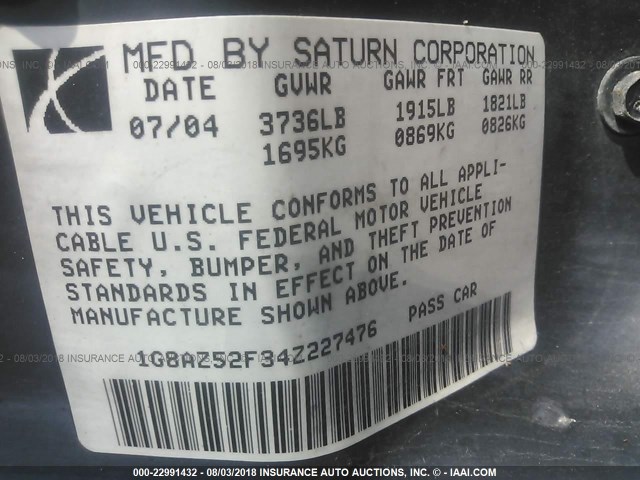 MFD BY SATURN CORPORATION
DATE GVWR GAWR FRT GAWR RR
07/04 3736LB 1915LB 1821LB
1695KG 0869KG 0826KG
THIS VEHICLE CONFORMS TO ALL APPLI-
CABLE U.S. FEDERAL MOTOR VEHICLE
SAFETY, BUMPER, AND THEFT PREVENTION
STANDARDS IN EFFECT ON THE DATE OF
MANUFACTURE SHOWN ABOVE.
PASS CAR
1G8AZ52F34Z227476
000-22991432 - 08/03/2018 INSURANCE AUTO AUCTIONS, INC. - © - IAAI.COM